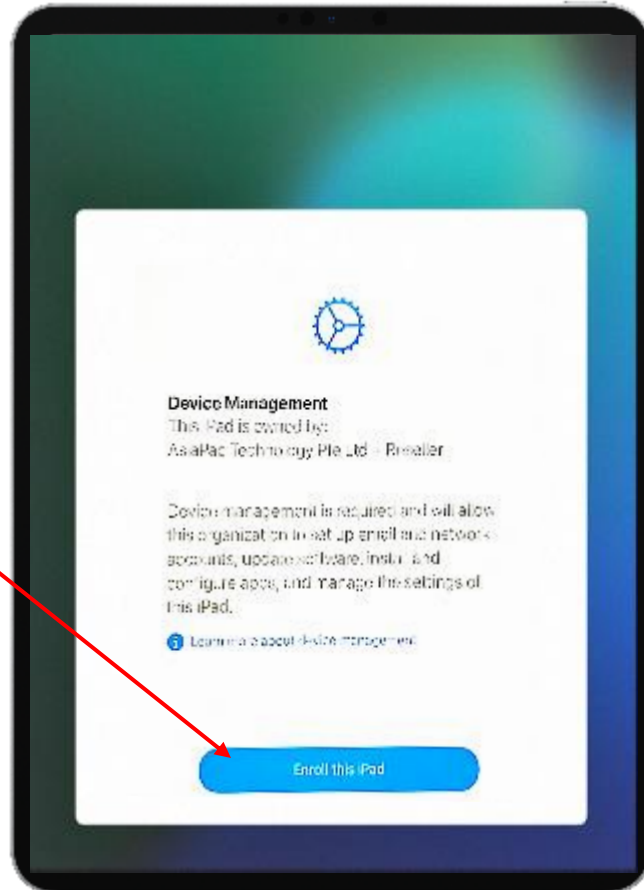 Device Management
This iPad is owned by:
AsiaPac Technology Pte Ltd - Reseller
Device management is required and will allow
this organization to set up email and network
accounts, update software, install and
configure apps, and manage the settings of
this iPad.
Learn more about device management
Enroll this iPad